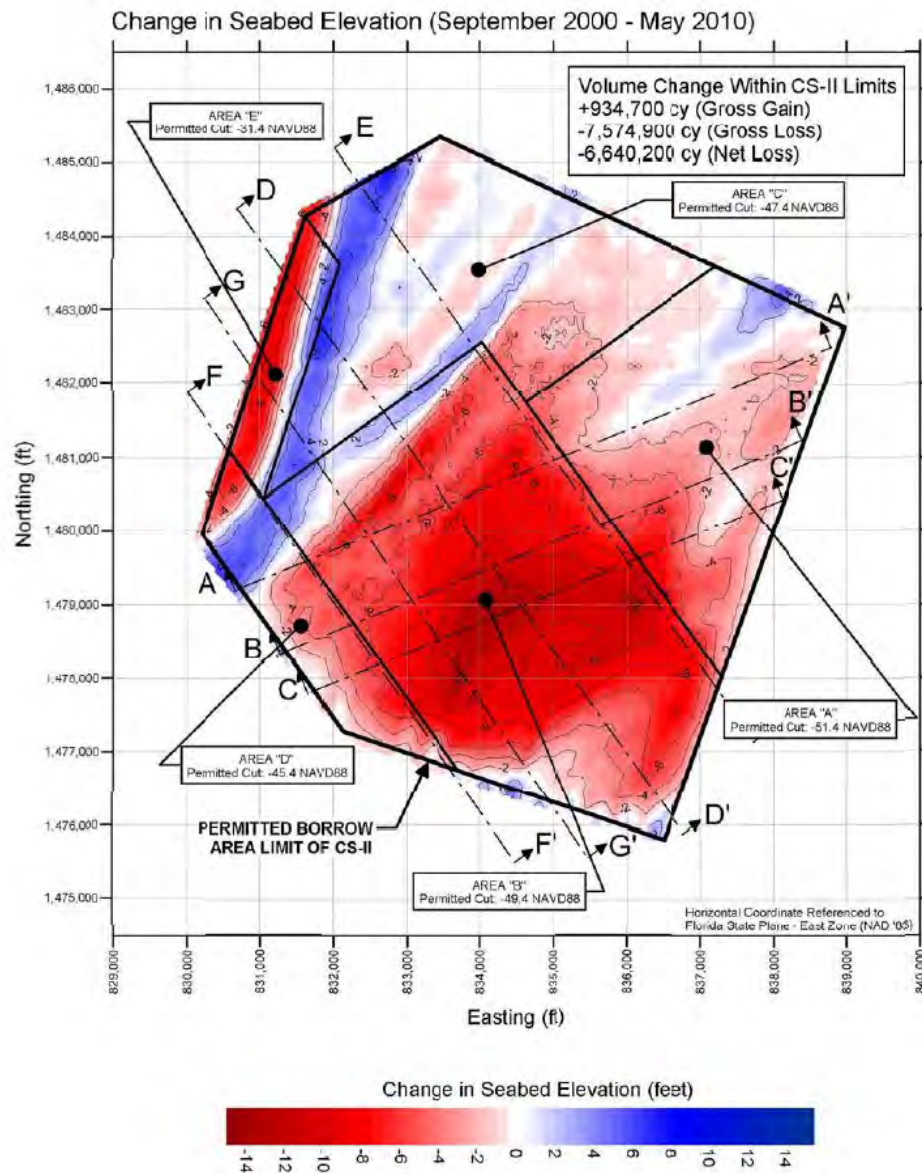 Change in Seabed Elevation (September 2000 - May 2010)
Volume Change Within CS-II Limits
+934,700 cy (Gross Gain)
-7,574,900 cy (Gross Loss)
-6,640,200 cy (Net Loss)
AREA "E"
Permitted Cut: -31.4 NAVD88
AREA "C"
Permitted Cut: -47.4 NAVD88
E
D
G
F
A'
B'
C'
A
B
C
AREA "A"
Permitted Cut: -51.4 NAVD88
AREA "D"
Permitted Cut: -45.4 NAVD88
PERMITTED BORROW
AREA LIMIT OF CS-II
D'
G'
F'
AREA "B"
Permitted Cut: -49.4 NAVD88
Horizontal Coordinate Referenced to
Florida State Plane - East Zone (NAD '83)
Northing (ft)
1,486,000
1,485,000
1,484,000
1,483,000
1,482,000
1,481,000
1,480,000
1,479,000
1,478,000
1,477,000
1,476,000
1,475,000
829,000
830,000
831,000
832,000
833,000
834,000
835,000
836,000
837,000
838,000
839,000
Easting (ft)
Change in Seabed Elevation (feet)
-14 -12 -10 -8 -6 -4 -2 0 2 4 6 8 10 12 14